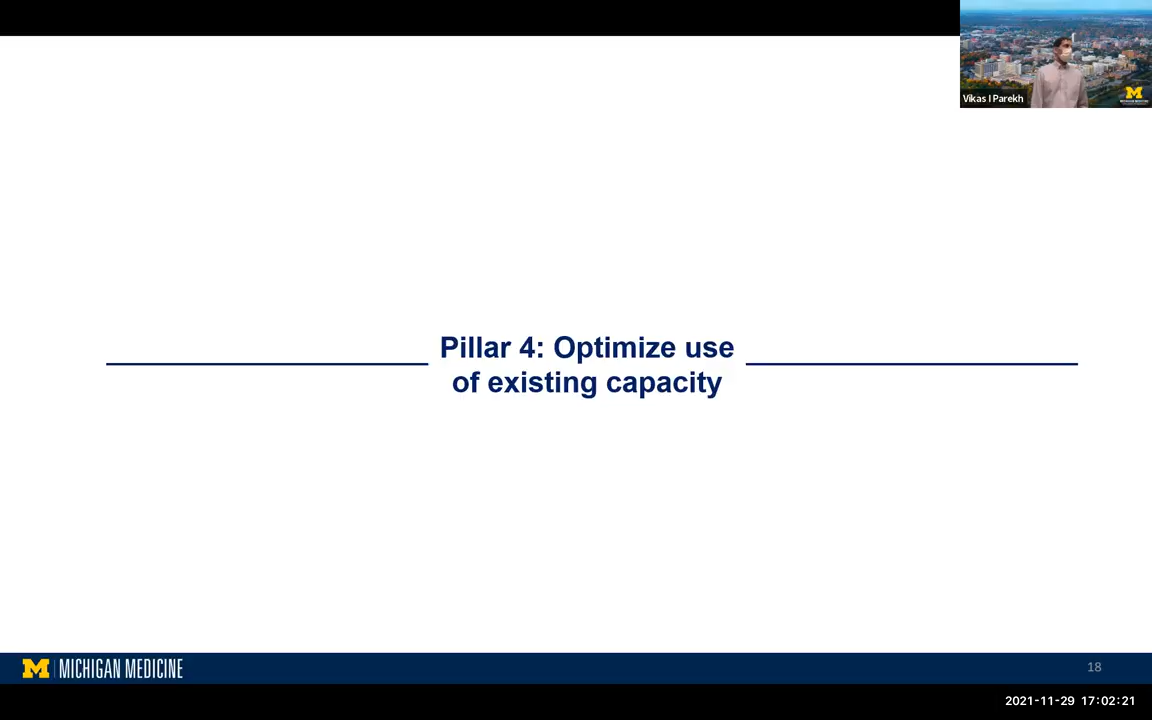 Vikas I Parekh
Pillar 4: Optimize use
of existing capacity
MICHIGAN MEDICINE
18
2021-11-29 17:02:21